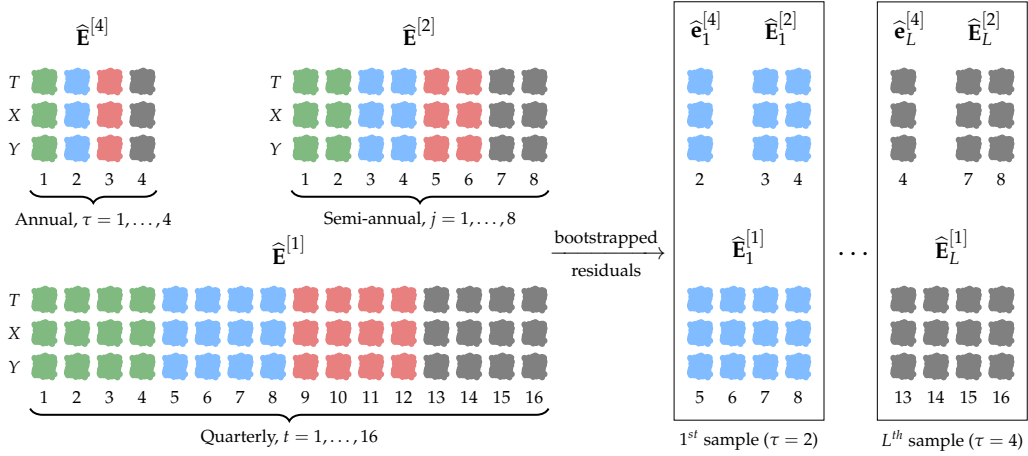 Ê^[4]
T
X
Y
1 2 3 4
Annual, τ = 1, . . . , 4
Ê^[2]
T
X
Y
1 2 3 4 5 6 7 8
Semi-annual, j = 1, . . . , 8
Ê^[1]
T
X
Y
1 2 3 4 5 6 7 8 9 10 11 12 13 14 15 16
Quarterly, t = 1, . . . , 16
bootstrapped
residuals
ê_1^[4] Ê_1^[2]
2 3 4
Ê_1^[1]
5 6 7 8
1^st sample (τ = 2)
. . .
ê_L^[4] Ê_L^[2]
4 7 8
Ê_L^[1]
13 14 15 16
L^th sample (τ = 4)